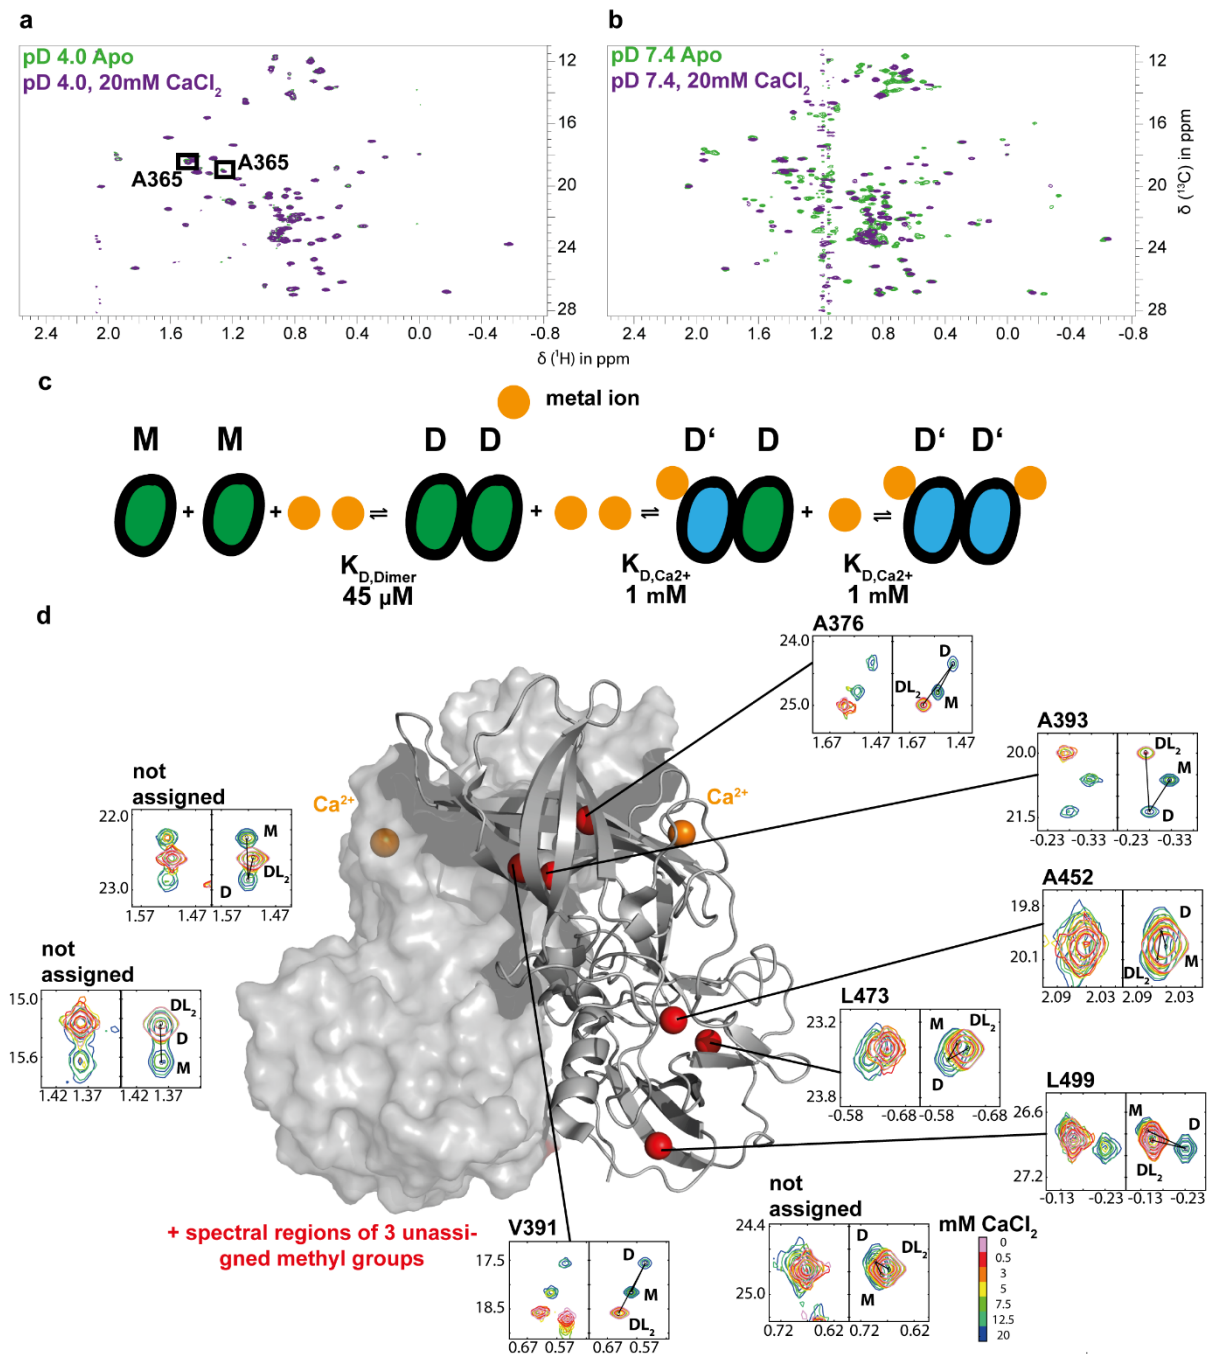 a
pD 4.0 Apo
pD 4.0, 20mM CaCl2
A365
A365
12
16
20
24
28
2.4 2.0 1.6 1.2 0.8 0.4 0.0 -0.4 -0.8
b
pD 7.4 Apo
pD 7.4, 20mM CaCl2
12
16
20
24
28
δ (13C) in ppm
2.4 2.0 1.6 1.2 0.8 0.4 0.0 -0.4 -0.8
δ (1H) in ppm
c
metal ion
M M D D D' D D' D'
+ + ⇌ + ⇌ + ⇌
KD,Dimer
45 µM
KD,Ca2+
1 mM
KD,Ca2+
1 mM
d
A376
24.0
25.0
D
DL2
M
1.67 1.47 1.67 1.47
A393
20.0
21.5
DL2
M
D
-0.23 -0.33 -0.23 -0.33
not
assigned
22.0
23.0
M
DL2
D
1.57 1.47 1.57 1.47
Ca2+
Ca2+
A452
19.8
20.1
D
M
DL2
2.09 2.03 2.09 2.03
not
assigned
15.0
15.6
DL2
D
M
1.42 1.37 1.42 1.37
L473
23.2
23.8
M
DL2
D
-0.58 -0.68 -0.58 -0.68
L499
26.6
27.2
M
D
DL2
-0.13 -0.23 -0.13 -0.23
+ spectral regions of 3 unassi-
gned methyl groups
V391
17.5
18.5
D
M
DL2
0.67 0.57 0.67 0.57
not
assigned
24.4
25.0
D
DL2
M
0.72 0.62 0.72 0.62
mM CaCl2
0
0.5
3
5
7.5
12.5
20